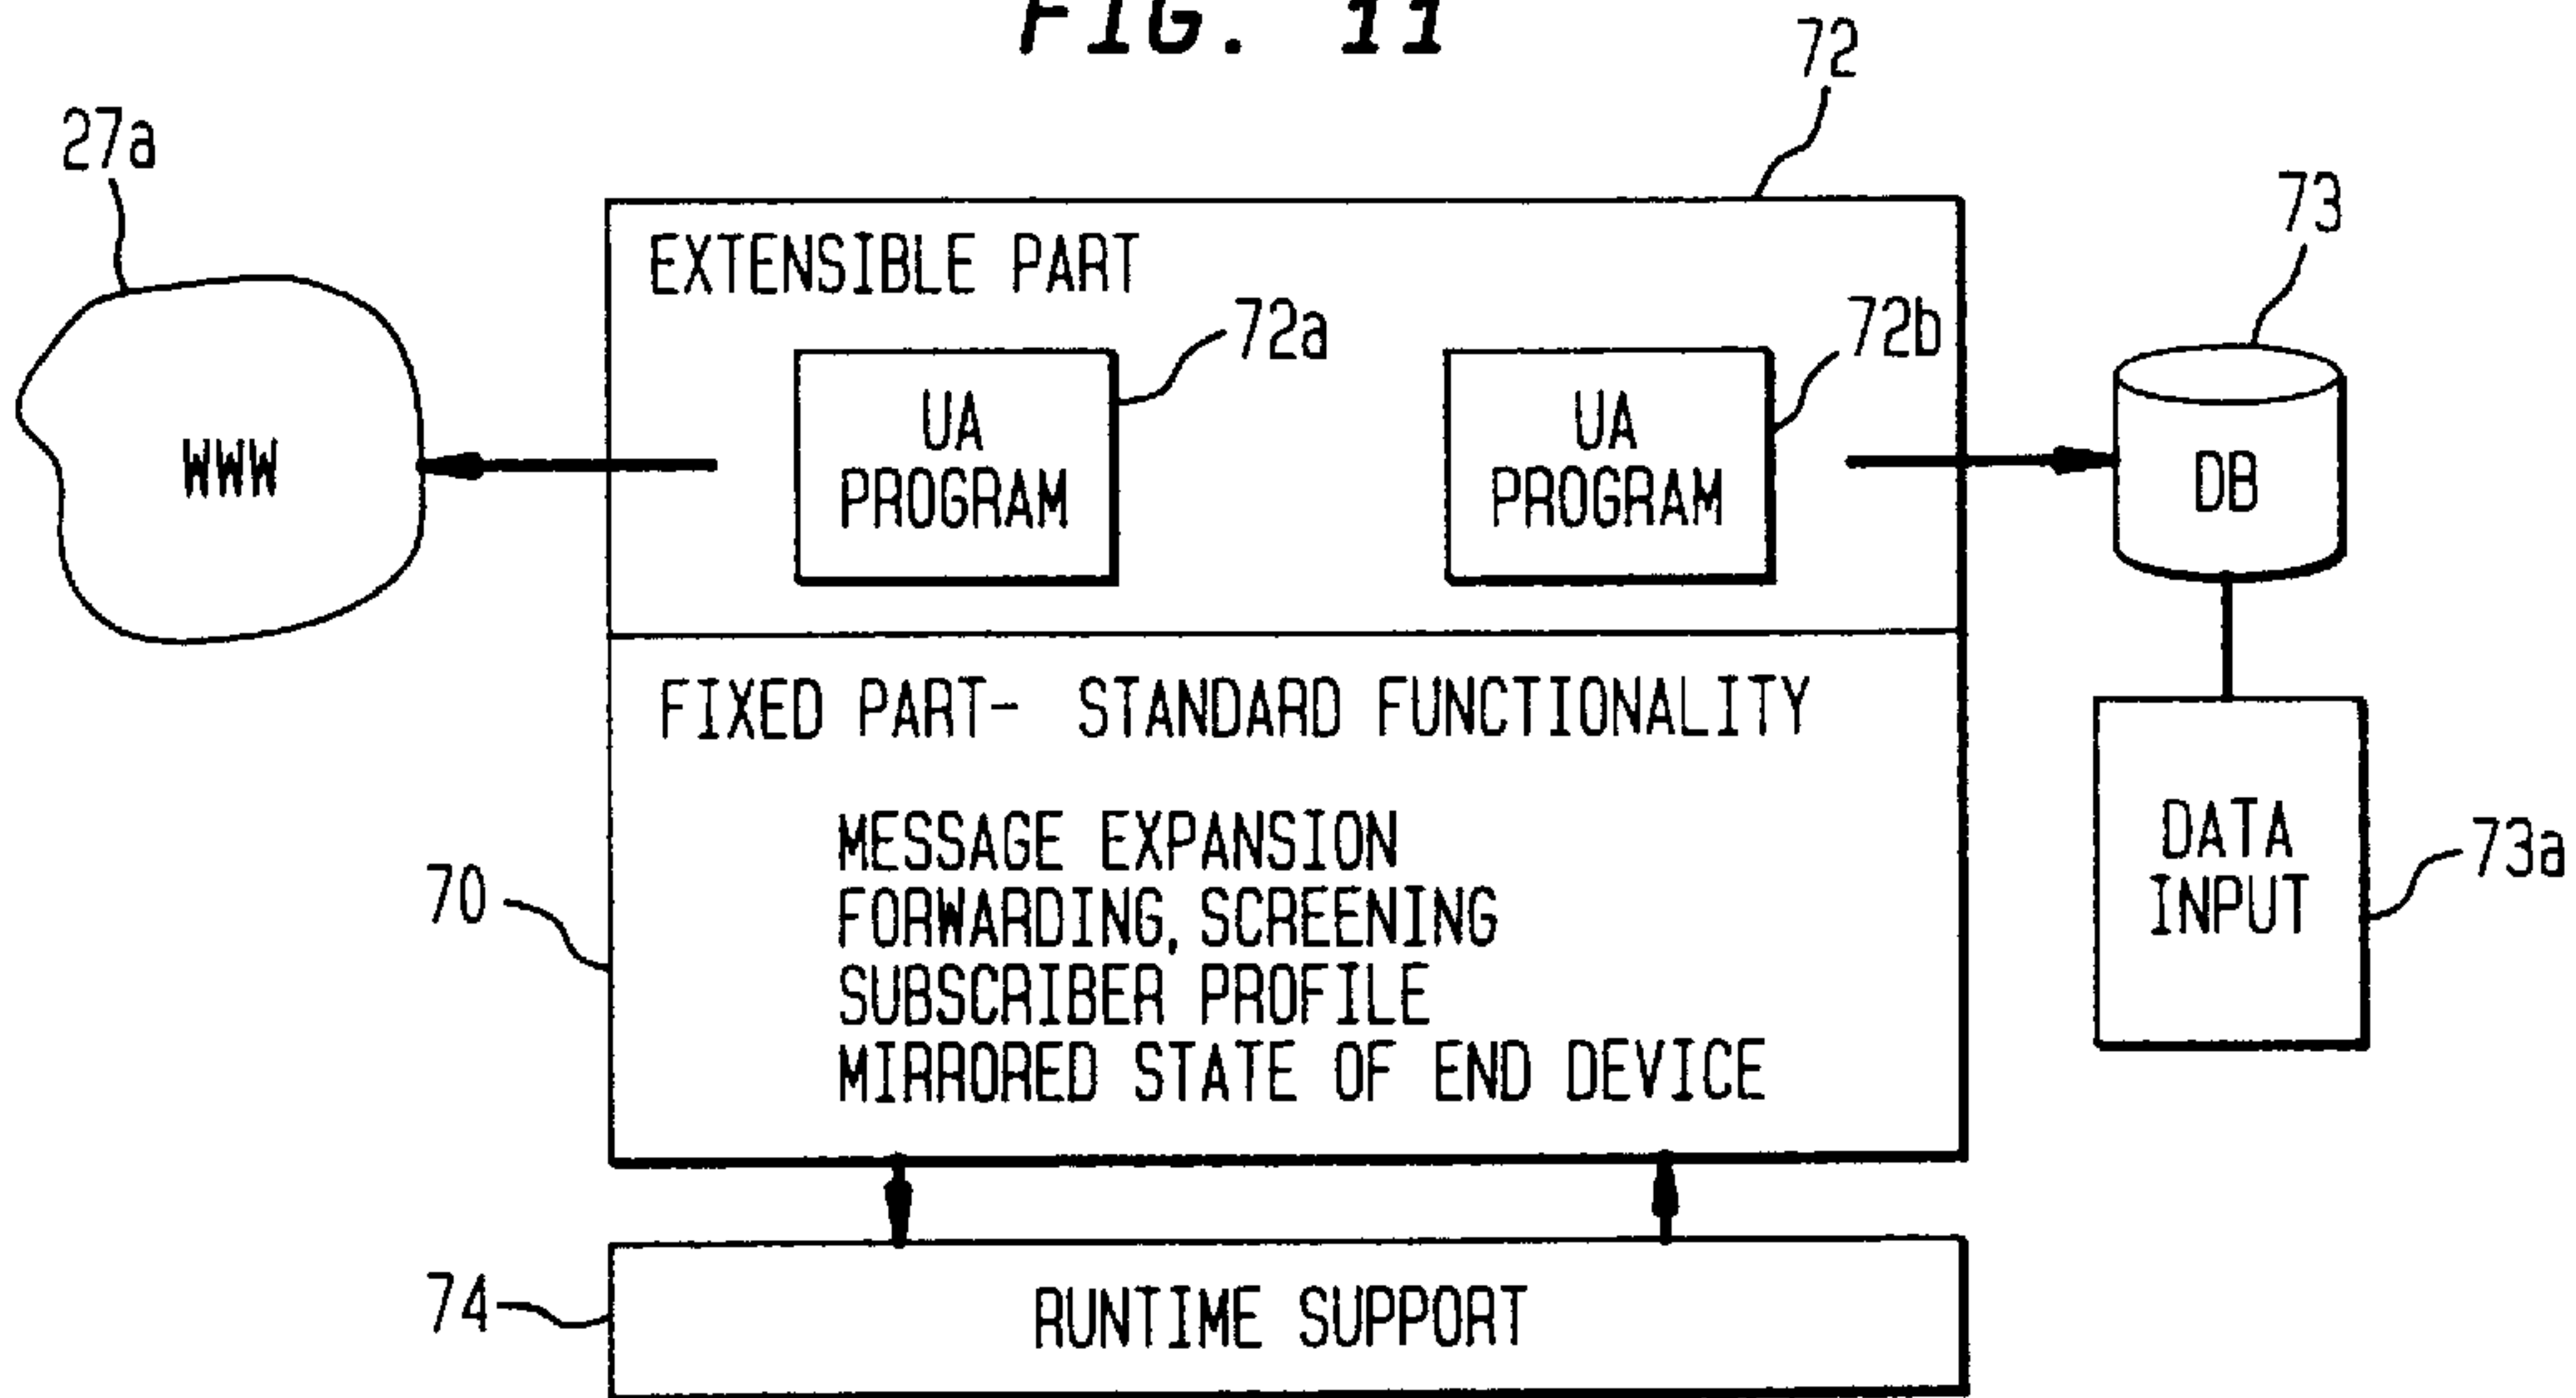 FIG. 11
72
27a
73
EXTENSIBLE PART
72a
72b
UA
PROGRAM
UA
PROGRAM
WWW
DB
FIXED PART- STANDARD FUNCTIONALITY
MESSAGE EXPANSION
FORWARDING, SCREENING
SUBSCRIBER PROFILE
MIRRORED STATE OF END DEVICE
70
DATA
INPUT
73a
74
RUNTIME SUPPORT